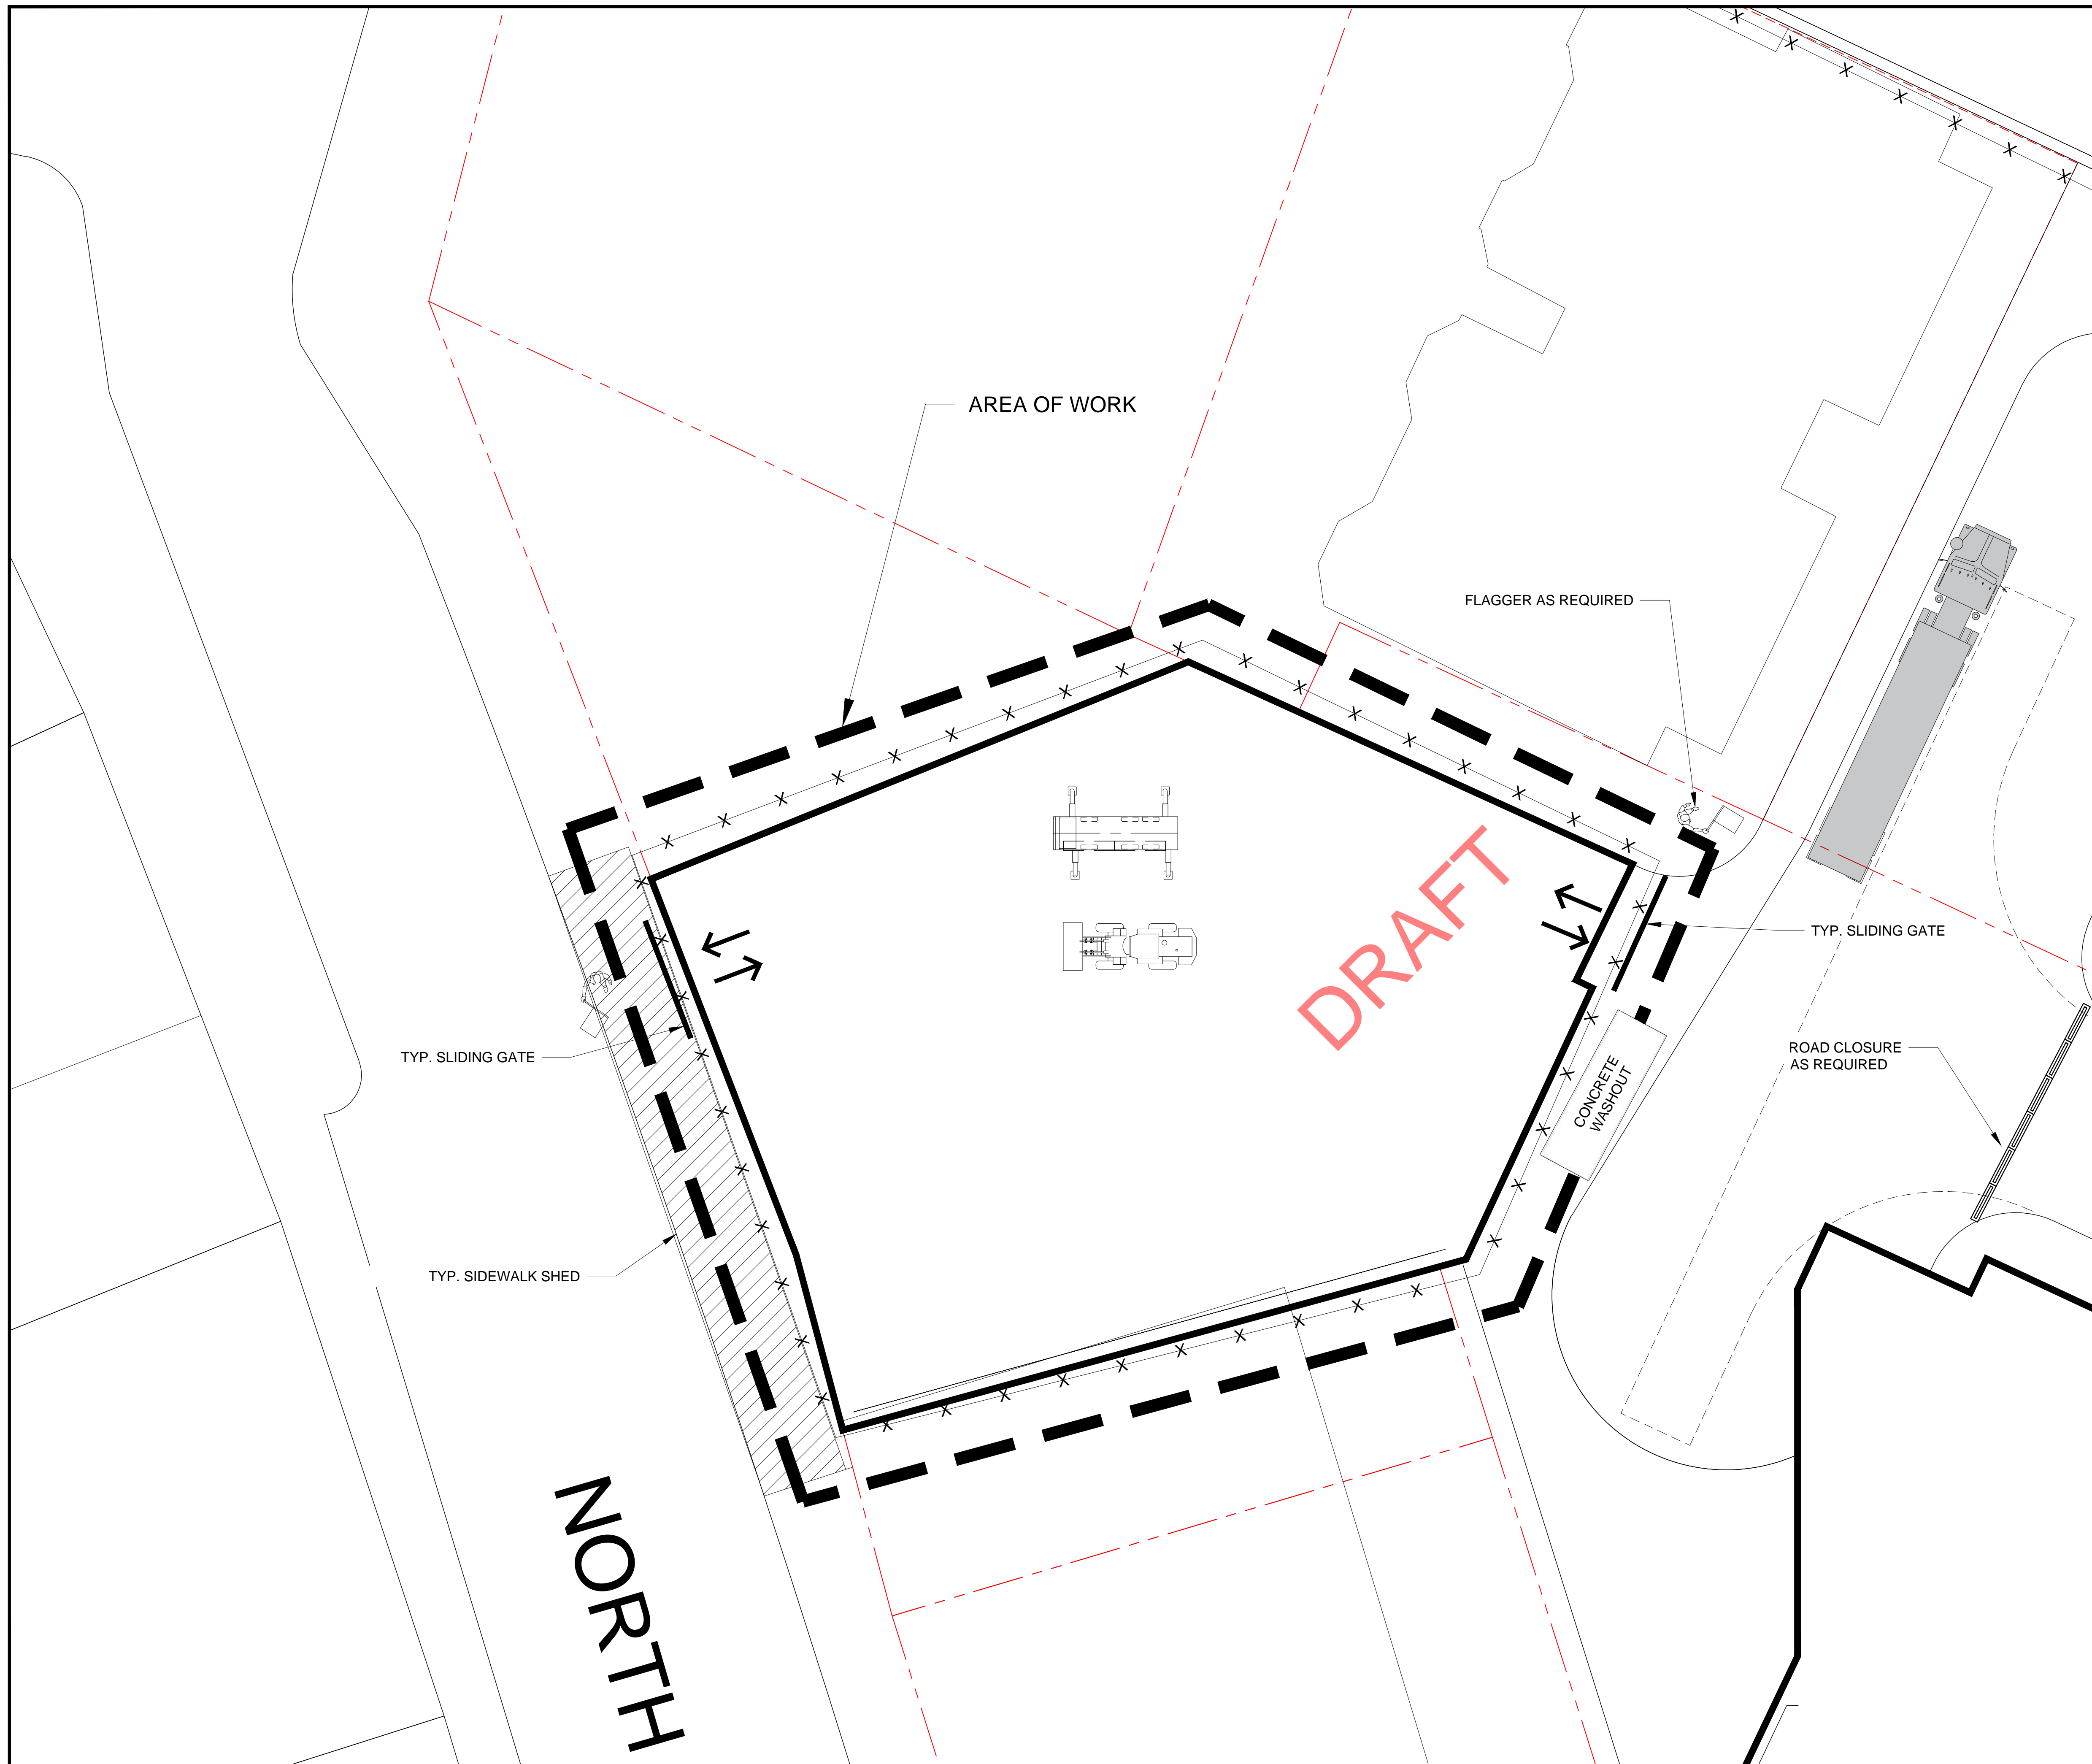 AREA OF WORK
FLAGGER AS REQUIRED
TYP. SLIDING GATE
DRAFT
TYP. SLIDING GATE
ROAD CLOSURE
AS REQUIRED
CONCRETE
WASHOUT
TYP. SIDEWALK SHED
NORTH